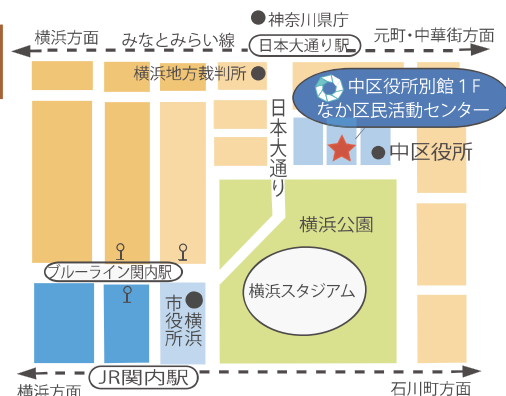 神奈川県庁
横浜方面
みなとみらい線
日本大通り駅
元町・中華街方面
横浜地方裁判所
中区役所別館1F
なか区民活動センター
日本大通り
中区役所
横浜公園
ブルーライン関内駅
横浜スタジアム
横浜
市役所
JR関内駅
横浜方面
石川町方面